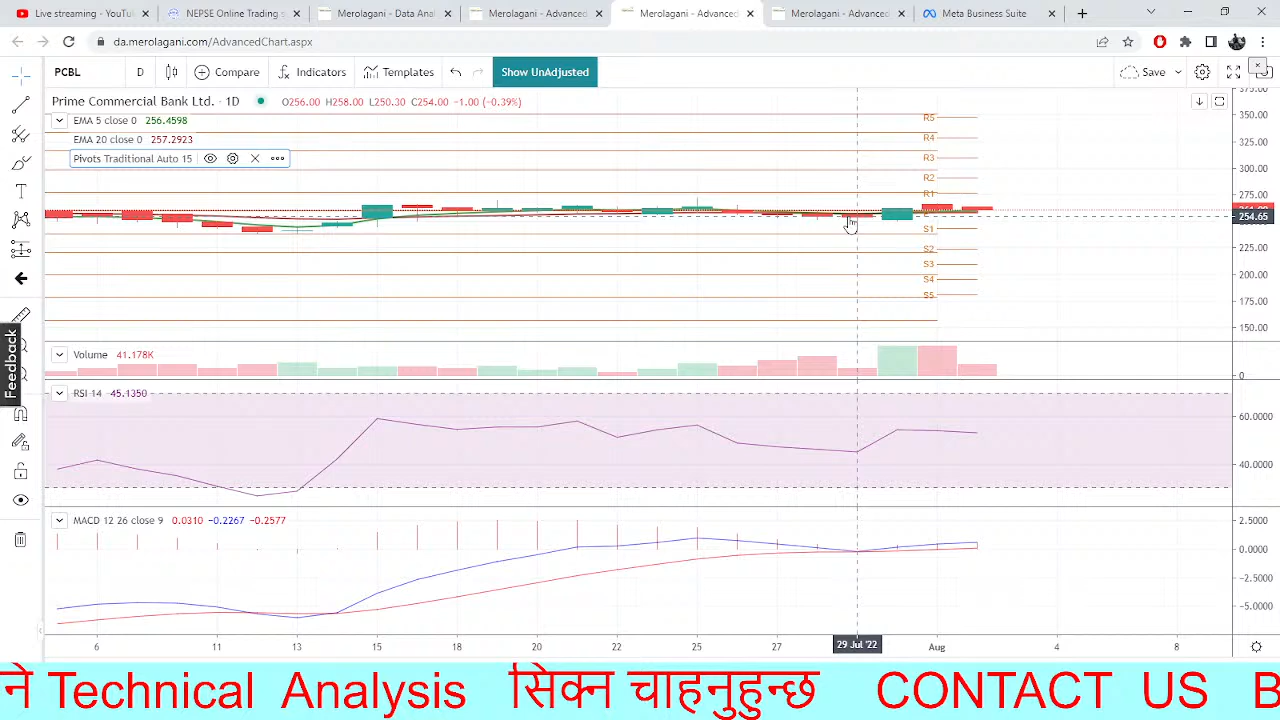 Live streaming - YouTu
NEPSE Online Trading s
Merolagani - Data Anal
Merolagani - Advanced
Merolagani - Advanced
Merolagani - Advanced
Meta Business Suite
da.merolagani.com/AdvancedChart.aspx
PCBL
D
Compare
Indicators
Templates
Show UnAdjusted
Save
Prime Commercial Bank Ltd. · 1D
O256.00 H258.00 L250.30 C254.00 −1.00 (−0.39%)
EMA 5 close 0 256.4598
EMA 20 close 0 257.2923
Pivots Traditional Auto 15
R5
R4
R3
R2
R1
S1
S2
S3
S4
S5
375.00
350.00
325.00
300.00
275.00
254.65
225.00
200.00
175.00
150.00
Volume 41.178K
0
RSI 14 45.1350
60.0000
40.0000
MACD 12 26 close 9 0.0310 −0.2267 −0.2577
2.5000
0.0000
−2.5000
−5.0000
6 11 13 15 18 20 22 25 27 29 Jul '22 Aug 4 8
Feedback
ने Technical Analysis सिक्न चाहनुहुन्छ CONTACT US B